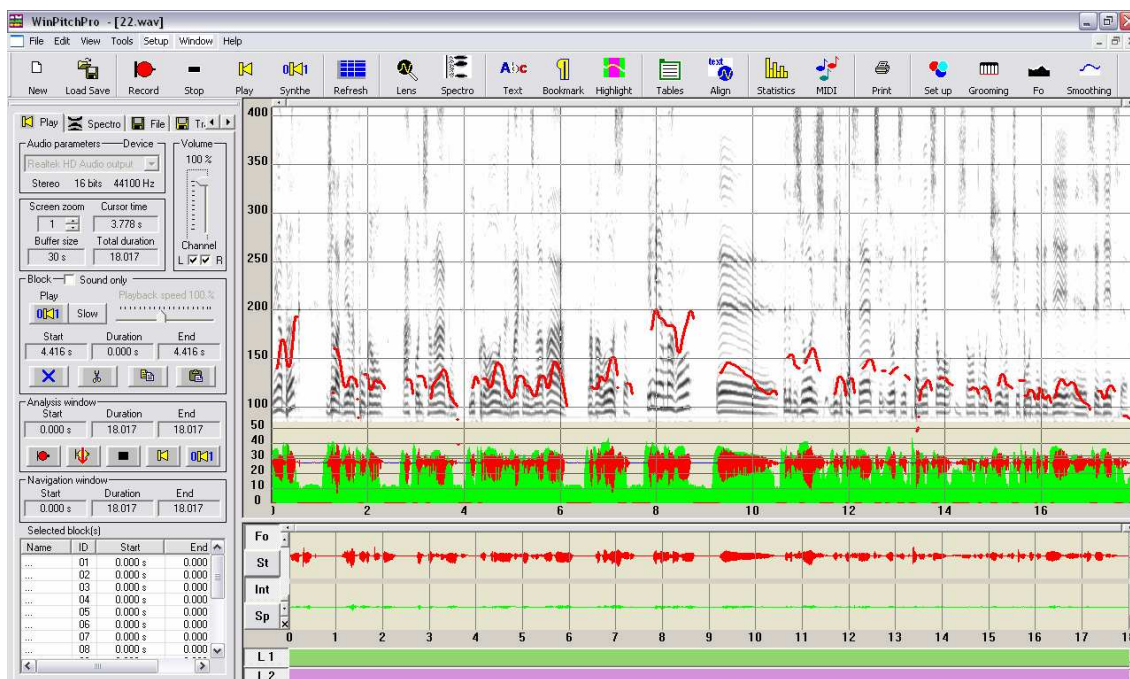 WinPitchPro - [22.wav]
File Edit View Tools Setup Window Help
New Load Save Record Stop Play Synthe Refresh Lens Spectro Text Bookmark Highlight Tables Align Statistics MIDI Print Set up Grooming Fo Smoothing
Play Spectro File
Audio parameters Device Volume
Realtek HD Audio output 100 %
Stereo 16 bits 44100 Hz
Screen zoom Cursor time
1 3.778 s
Buffer size Total duration Channel
30 s 18.017 L R
Block Sound only
Play Playback speed 100 %
Slow
Start Duration End
4.416 s 0.000 s 4.416 s
Analysis window
Start Duration End
0.000 s 18.017 18.017
Navigation window
Start Duration End
0.000 s 18.017 18.017
Selected block(s)
Name ID Start End
... 01 0.000 s 0.000
... 02 0.000 s 0.000
... 03 0.000 s 0.000
... 04 0.000 s 0.000
... 05 0.000 s 0.000
... 06 0.000 s 0.000
... 07 0.000 s 0.000
... 08 0.000 s 0.000
400
350
300
250
200
150
100
50
40
30
20
10
0
2 4 6 8 10 12 14 16
Fo
St
Int
Sp
0 1 2 3 4 5 6 7 8 9 10 11 12 13 14 15 16 17
L1
L2